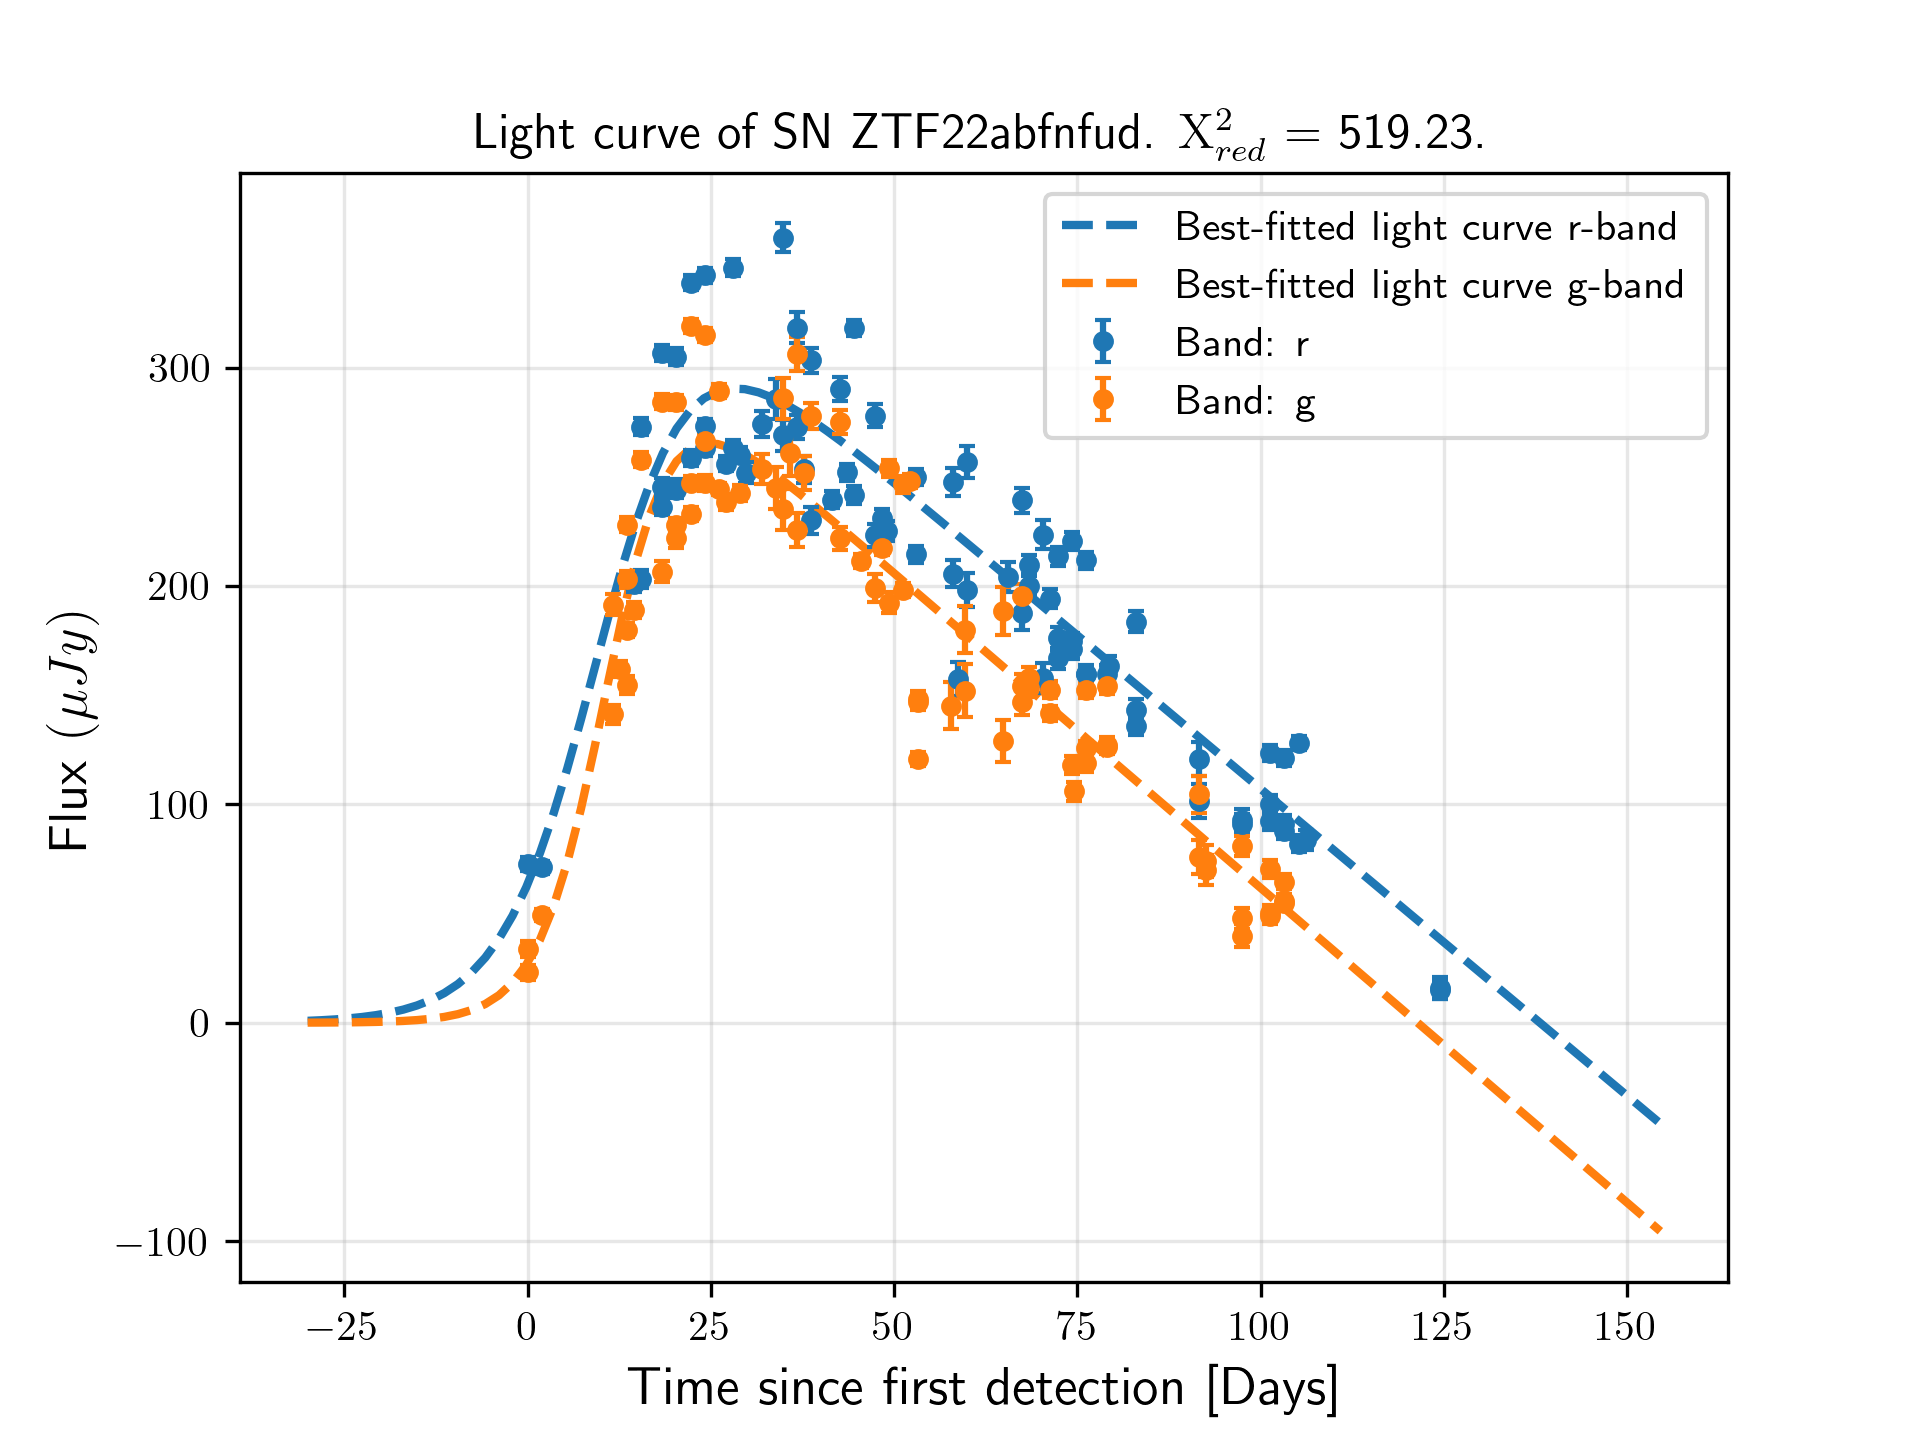 Light curve of SN ZTF22abfnfud. X²red = 519.23.
Best-fitted light curve r-band
Best-fitted light curve g-band
Band: r
Band: g
Flux (μJy)
300
200
100
0
−100
−25 0 25 50 75 100 125 150
Time since first detection [Days]